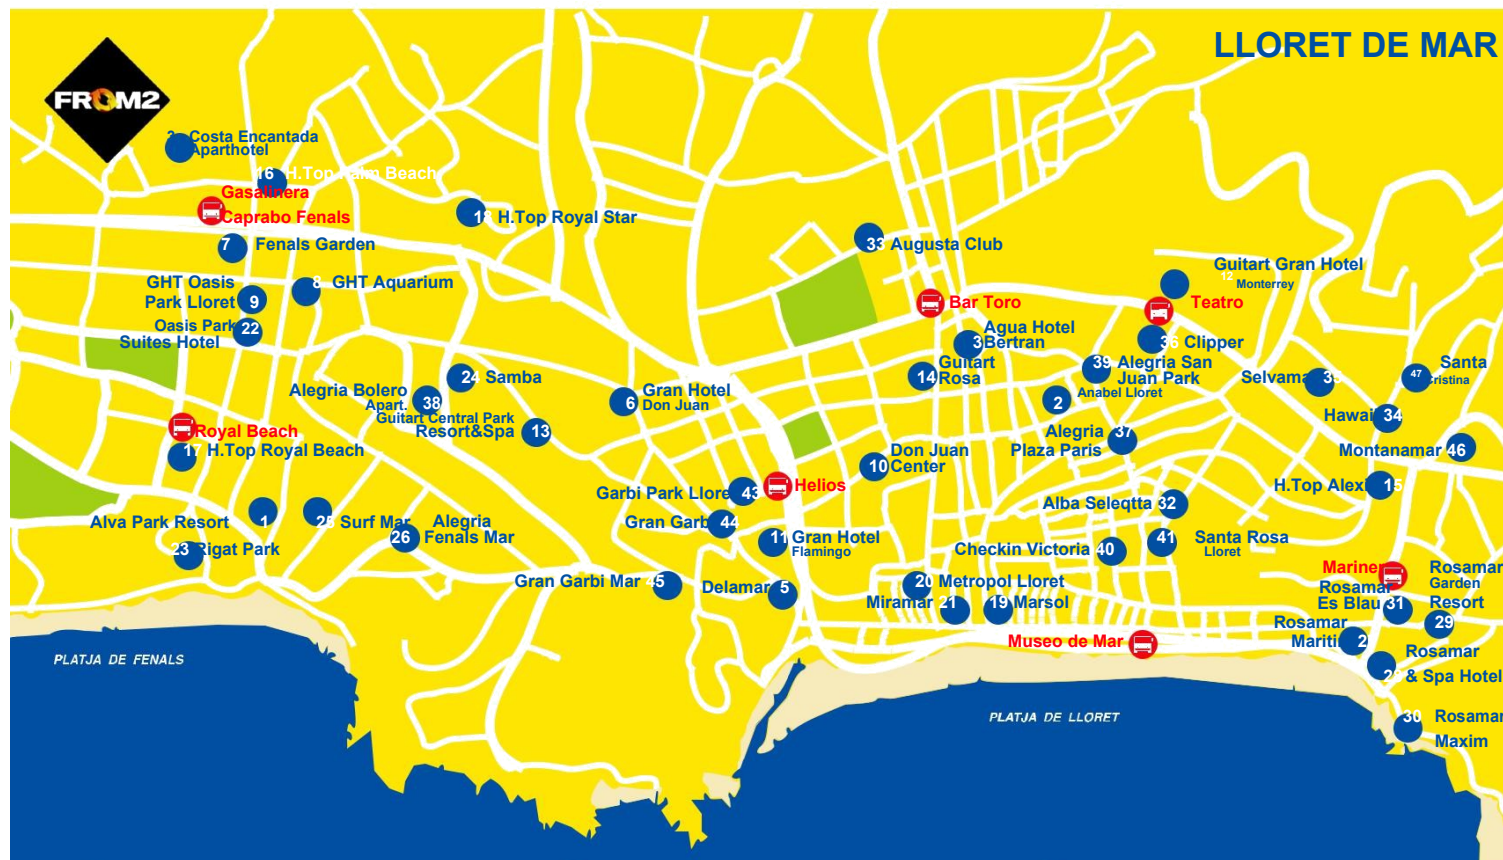 LLORET DE MAR
FROM2
Costa Encantada
Aparthotel
16 H.Top Palm Beach
Gasolinera
Caprabo Fenals
18 H.Top Royal Star
7 Fenals Garden
33 Augusta Club
GHT Oasis
Park Lloret 9
8 GHT Aquarium
Oasis Park 22
Suites Hotel
Guitart Gran Hotel
12 Monterrey
Bar Toro
Teatro
Agua Hotel
3 Bertran
36 Clipper
Guitart
14 Rosa
39 Alegria San
Juan Park
Anabel Lloret
2
Selvamar
47 Santa
Cristina
24 Samba
Alegria Bolero
Apart. 38
Guitart Central Park
Resort&Spa 13
Gran Hotel
6 Don Juan
Hawaii 34
Royal Beach
17 H.Top Royal Beach
Alegria 37
Plaza Paris
Montanamar 46
Don Juan
10 Center
Garbi Park Lloret 43
Helios
H.Top Alexis 15
Alba Seleqtta 32
Alva Park Resort 1
25 Surf Mar
Alegria
26 Fenals Mar
Gran Garbi 44
11 Gran Hotel
Flamingo
23 Rigat Park
Checkin Victoria 40
41 Santa Rosa
Lloret
Gran Garbi Mar 45
Delamar 5
20 Metropol Lloret
Miramar 21
19 Marsol
Marinera
Rosamar
Garden
Resort
29
Rosamar
Es Blau 31
Museo de Mar
Rosamar
Maritim 2
Rosamar
& Spa Hotel
PLATJA DE FENALS
PLATJA DE LLORET
30 Rosamar
Maxim